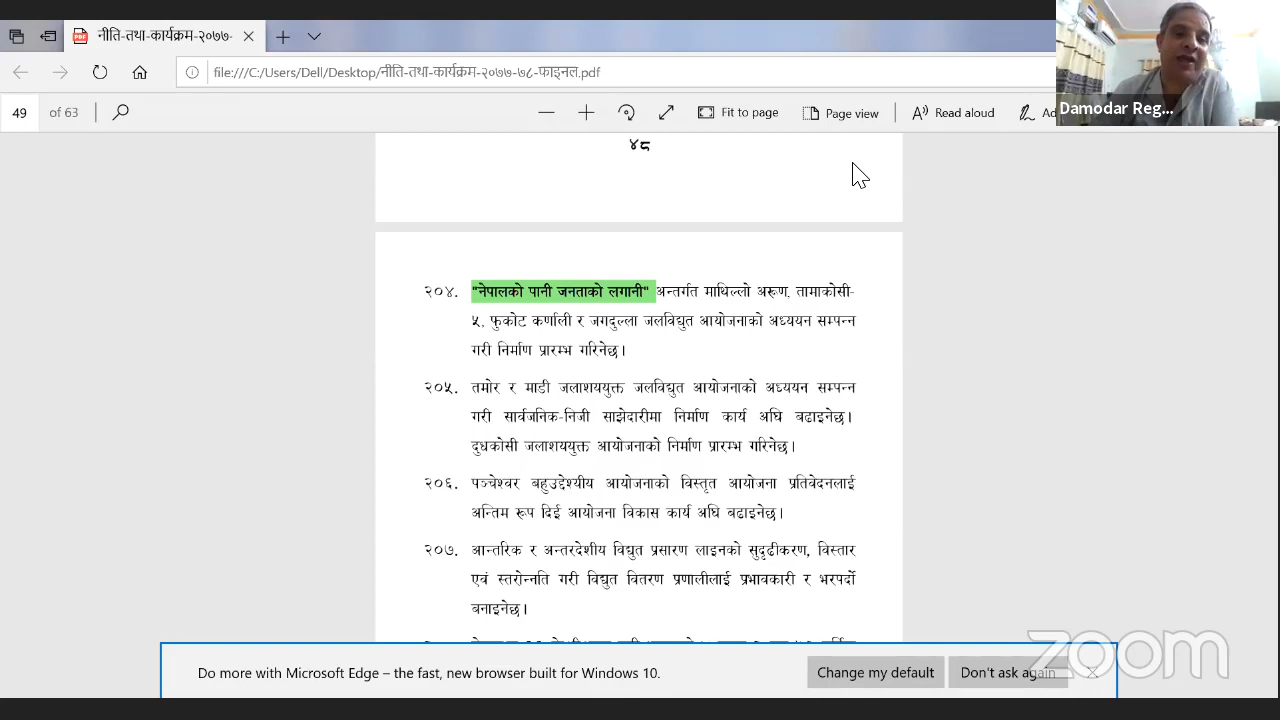 नीति-तथा-कार्यक्रम-२०७७-
file:///C:/Users/Dell/Desktop/नीति-तथा-कार्यक्रम-२०७७-७८-फाइनल.pdf
49 of 63
Fit to page
Page view
Read aloud
Damodar Reg...
४८
२०४. "नेपालको पानी जनताको लगानी" अन्तर्गत माथिल्लो अरूण, तामाकोसी-
५, फुकोट कर्णाली र जगदुल्ला जलविद्युत आयोजनाको अध्ययन सम्पन्न
गरी निर्माण प्रारम्भ गरिनेछ।
२०५. तमोर र माडी जलाशययुक्त जलविद्युत आयोजनाको अध्ययन सम्पन्न
गरी सार्वजनिक-निजी साझेदारीमा निर्माण कार्य अघि बढाइनेछ।
दुधकोसी जलाशययुक्त आयोजनाको निर्माण प्रारम्भ गरिनेछ।
२०६. पञ्चेश्वर बहुउद्देश्यीय आयोजनाको विस्तृत आयोजना प्रतिवेदनलाई
अन्तिम रूप दिई आयोजना विकास कार्य अघि बढाइनेछ।
२०७. आन्तरिक र अन्तरदेशीय विद्युत प्रसारण लाइनको सुदृढीकरण, विस्तार
एवं स्तरोन्नति गरी विद्युत वितरण प्रणालीलाई प्रभावकारी र भरपर्दो
बनाइनेछ।
Do more with Microsoft Edge – the fast, new browser built for Windows 10.
Change my default
Don't ask again
zoom